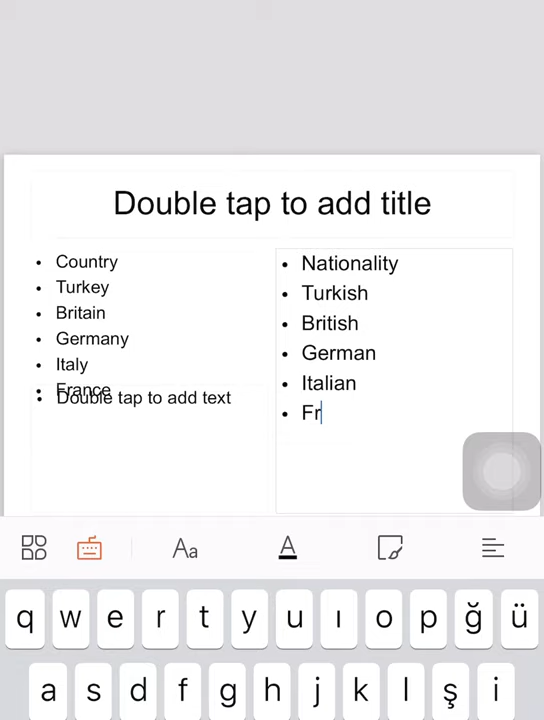 Double tap to add title
• Country
• Turkey
• Britain
• Germany
• Italy
• France
• Double tap to add text
• Nationality
• Turkish
• British
• German
• Italian
• Fr
Aa A
q w e r t y u ı o p ğ ü
a s d f g h j k l ş i